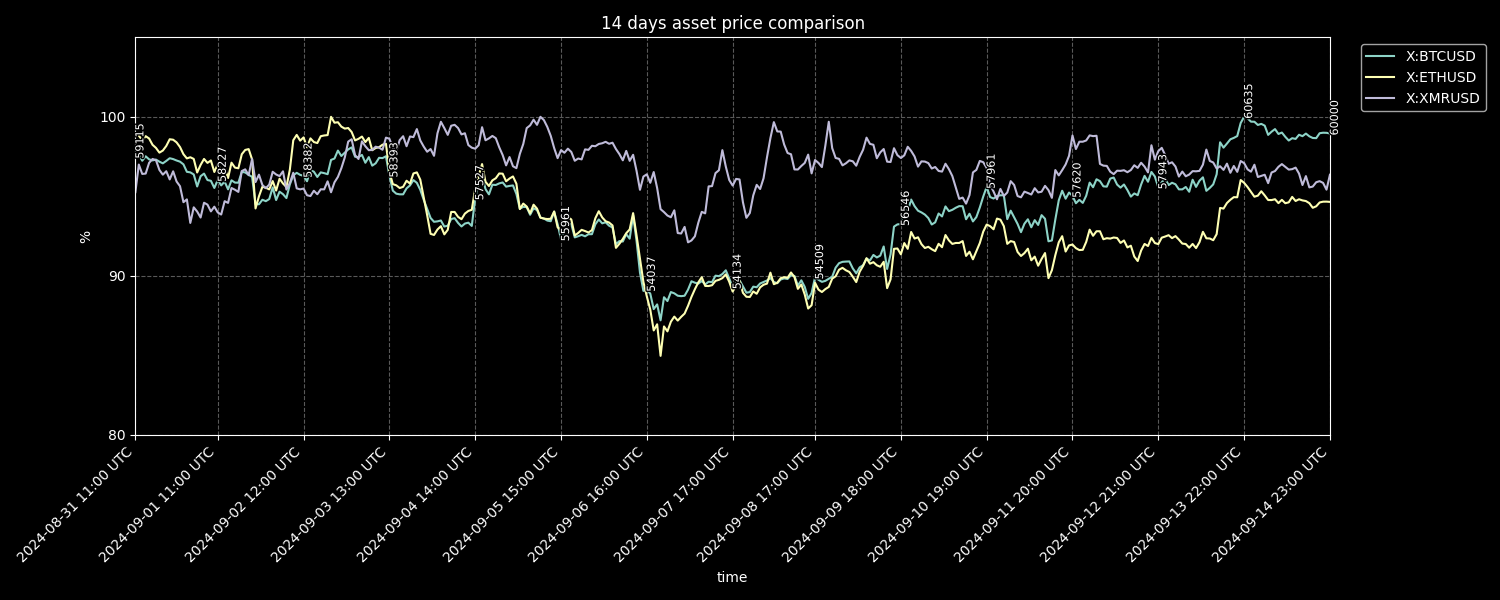 14 days asset price comparison
X:BTCUSD
X:ETHUSD
X:XMRUSD
100
90
80
%
59115
58227
58382
58393
57527
55961
54037
54134
54509
56546
57961
57620
57943
60635
60000
2024-08-31 11:00 UTC
2024-09-01 11:00 UTC
2024-09-02 12:00 UTC
2024-09-03 13:00 UTC
2024-09-04 14:00 UTC
2024-09-05 15:00 UTC
2024-09-06 16:00 UTC
2024-09-07 17:00 UTC
2024-09-08 17:00 UTC
2024-09-09 18:00 UTC
2024-09-10 19:00 UTC
2024-09-11 20:00 UTC
2024-09-12 21:00 UTC
2024-09-13 22:00 UTC
2024-09-14 23:00 UTC
time